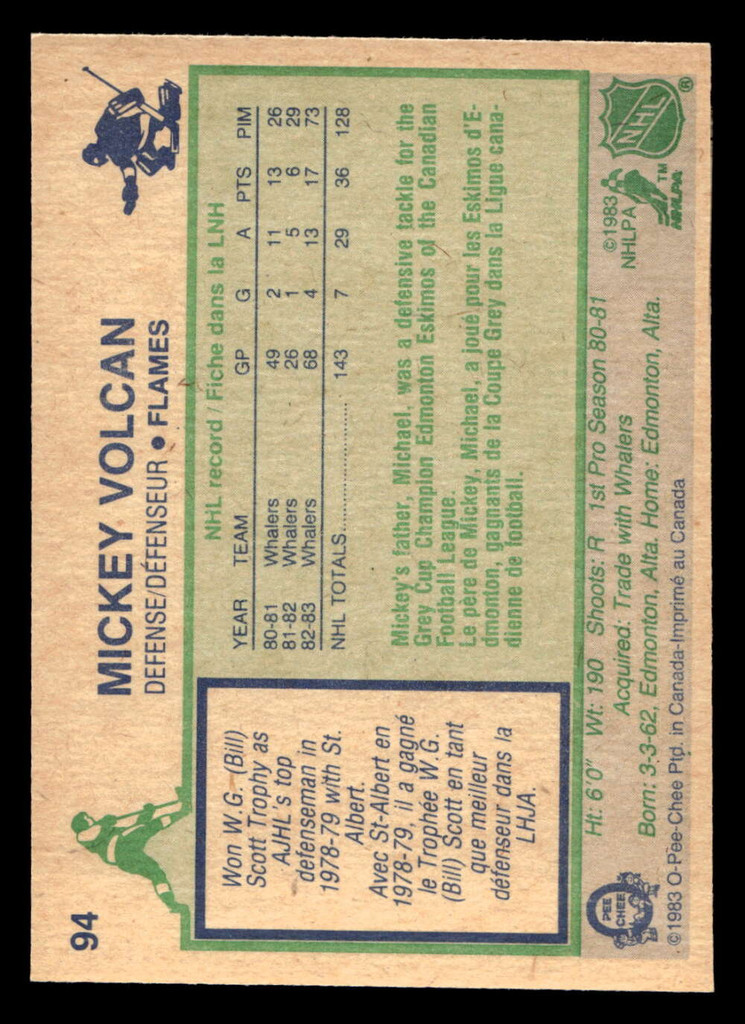 94
MICKEY VOLCAN
DEFENSE/DÉFENSEUR • FLAMES
Won W.G. (Bill)
Scott Trophy as
AJHL's top
defenseman in
1978-79 with St.
Albert.
Avec St-Albert en
1978-79, il a gagné
le Trophée W.G.
(Bill) Scott en tant
que meilleur
défenseur dans la
LHJA.
NHL record / Fiche dans la LNH
YEAR TEAM GP G A PTS PIM
80-81 Whalers 49 2 11 13 26
81-82 Whalers 26 1 5 6 29
82-83 Whalers 68 4 13 17 73
NHL TOTALS 143 7 29 36 128
Mickey's father, Michael, was a defensive tackle for the
Grey Cup Champion Edmonton Eskimos of the Canadian
Football League.
Le père de Mickey, Michael, a joué pour les Eskimos d'E-
dmonton, gagnants de la Coupe Grey dans la Ligue cana-
dienne de football.
O
PEE
CHEE
Ht: 6'0" Wt: 190 Shoots: R 1st Pro Season 80-81
Acquired: Trade with Whalers
Born: 3-3-62, Edmonton, Alta. Home: Edmonton, Alta.
©1983 O-Pee-Chee Ptd. in Canada-Imprimé au Canada
©1983
NHLPA
TM
NHLPA
NHL
®